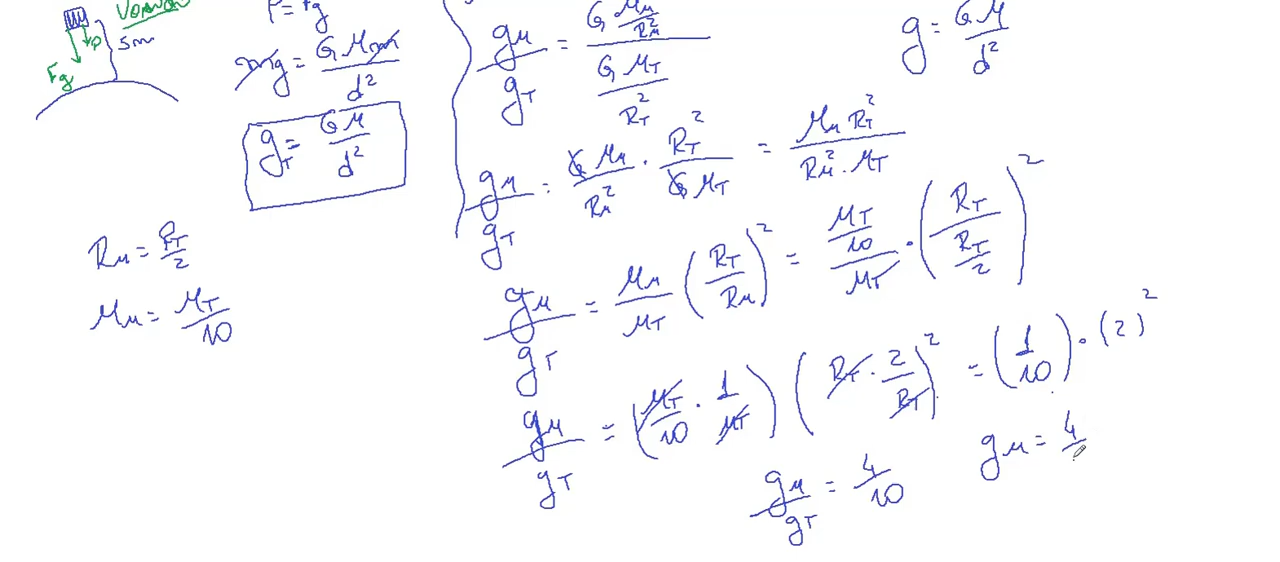 P = Fg
Fg P 5m
mg = G M m / d²
g_T = G M / d²
R_M = R_T / 2
M_M = M_T / 10
g_M / g_T = (G M_M / R_M²) / (G M_T / R_T²)
g = G M / d²
g_M / g_T = G M_M / R_M² · R_T² / G M_T = M_M R_T² / R_M² · M_T
g_M / g_T = M_M / M_T (R_T / R_M)² = (M_T / 10) / M_T · (R_T / (R_T / 2))²
g_M / g_T = (M_T / 10 · 1 / M_T) (R_T · 2 / R_T)² = (1 / 10) · (2)²
g_M / g_T = 4 / 10
g_M = 4 /